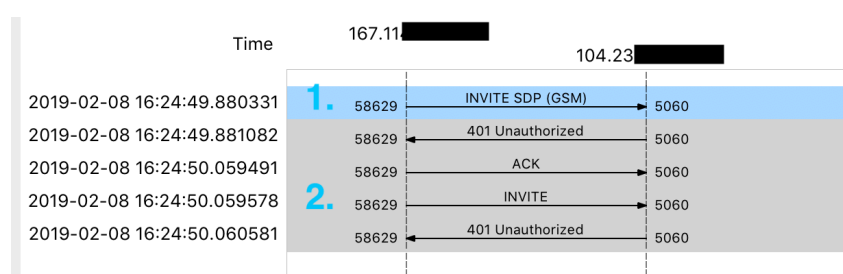 Time
167.114
104.23
2019-02-08 16:24:49.880331 1. 58629 INVITE SDP (GSM) 5060
2019-02-08 16:24:49.881082 58629 401 Unauthorized 5060
2019-02-08 16:24:50.059491 58629 ACK 5060
2019-02-08 16:24:50.059578 2. 58629 INVITE 5060
2019-02-08 16:24:50.060581 58629 401 Unauthorized 5060